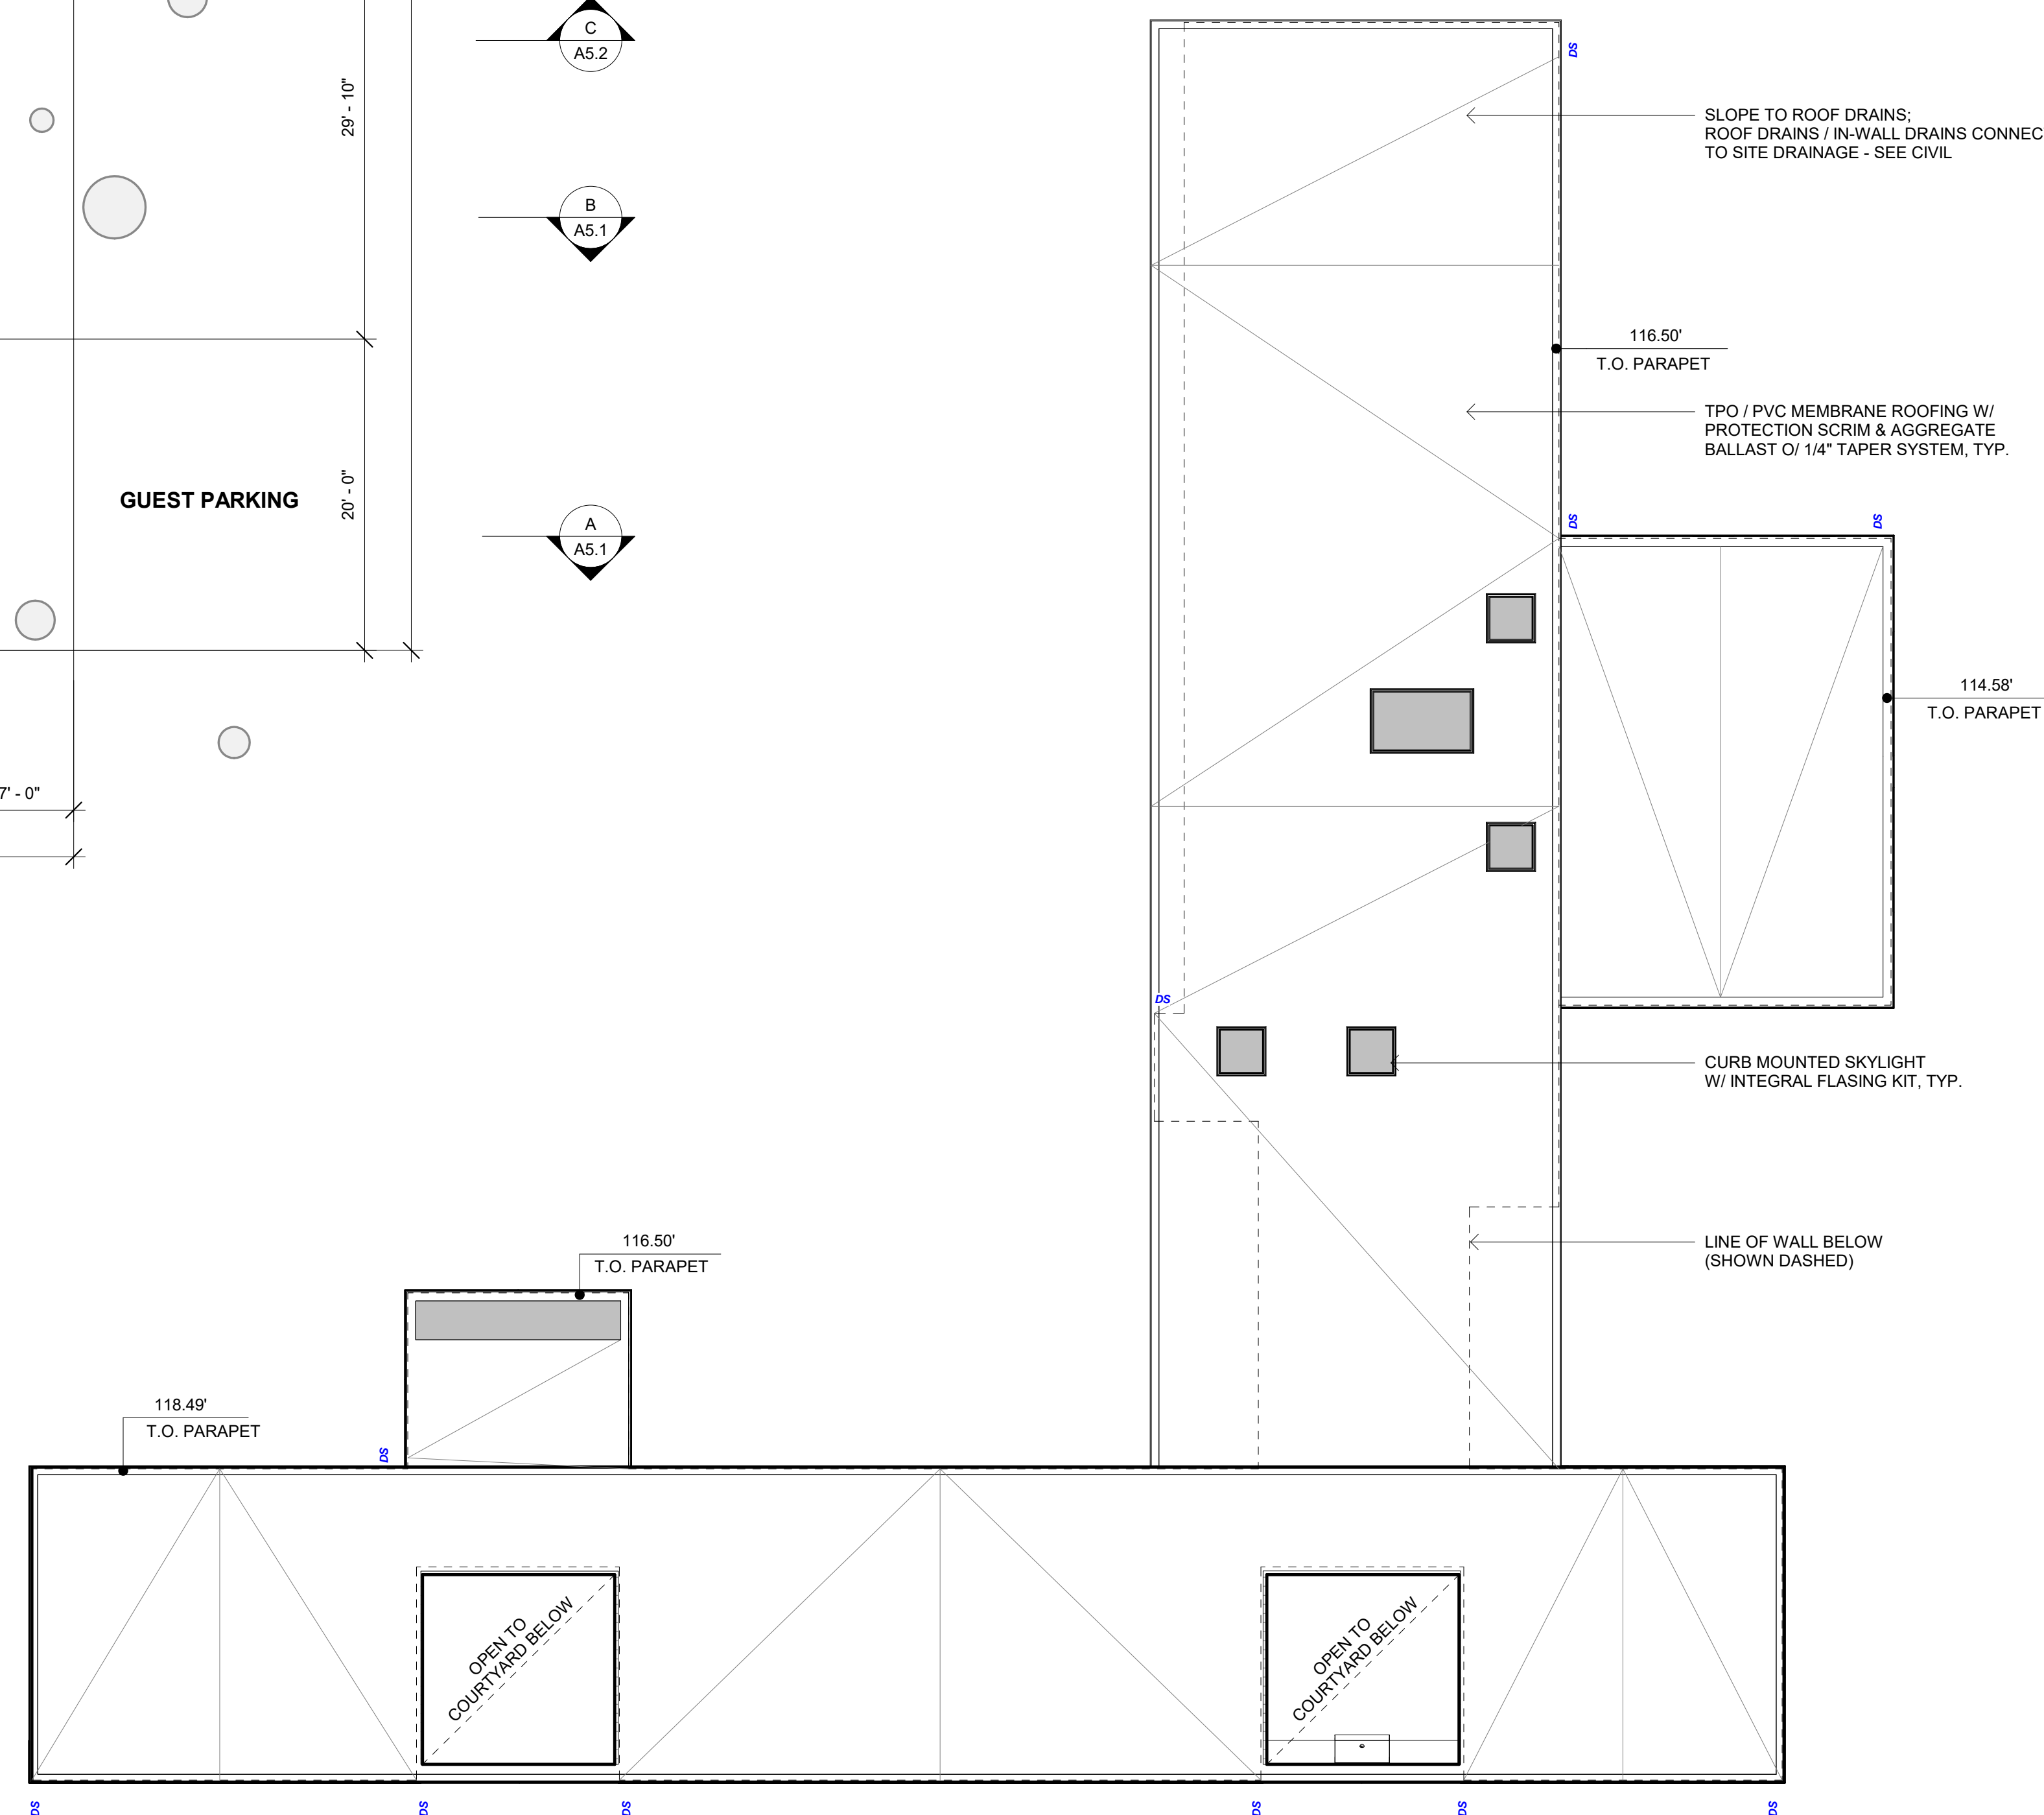 C
A5.2
DS
29' - 10"
SLOPE TO ROOF DRAINS;
ROOF DRAINS / IN-WALL DRAINS CONNEC
TO SITE DRAINAGE - SEE CIVIL
B
A5.1
116.50'
T.O. PARAPET
TPO / PVC MEMBRANE ROOFING W/
PROTECTION SCRIM & AGGREGATE
BALLAST O/ 1/4" TAPER SYSTEM, TYP.
GUEST PARKING
20' - 0"
A
A5.1
DS
DS
114.58'
T.O. PARAPET
7' - 0"
DS
CURB MOUNTED SKYLIGHT
W/ INTEGRAL FLASING KIT, TYP.
116.50'
T.O. PARAPET
LINE OF WALL BELOW
(SHOWN DASHED)
118.49'
T.O. PARAPET
DS
OPEN TO
COURTYARD BELOW
OPEN TO
COURTYARD BELOW
DS
DS
DS
DS
DS
DS